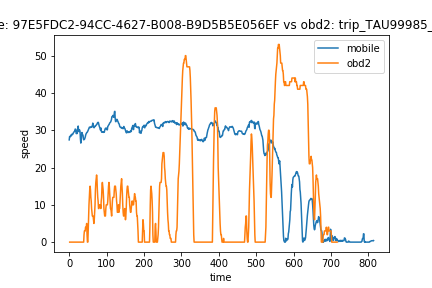 e: 97E5FDC2-94CC-4627-B008-B9D5B5E056EF vs obd2: trip_TAU99985_
mobile
obd2
50
40
30
20
10
0
speed
0 100 200 300 400 500 600 700 800
time